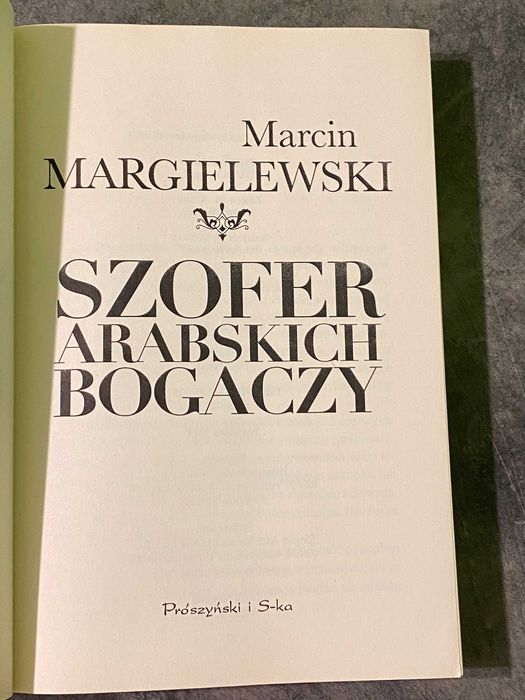 Marcin
MARGIELEWSKI
SZOFER
ARABSKICH
BOGACZY
Prószyński i S-ka